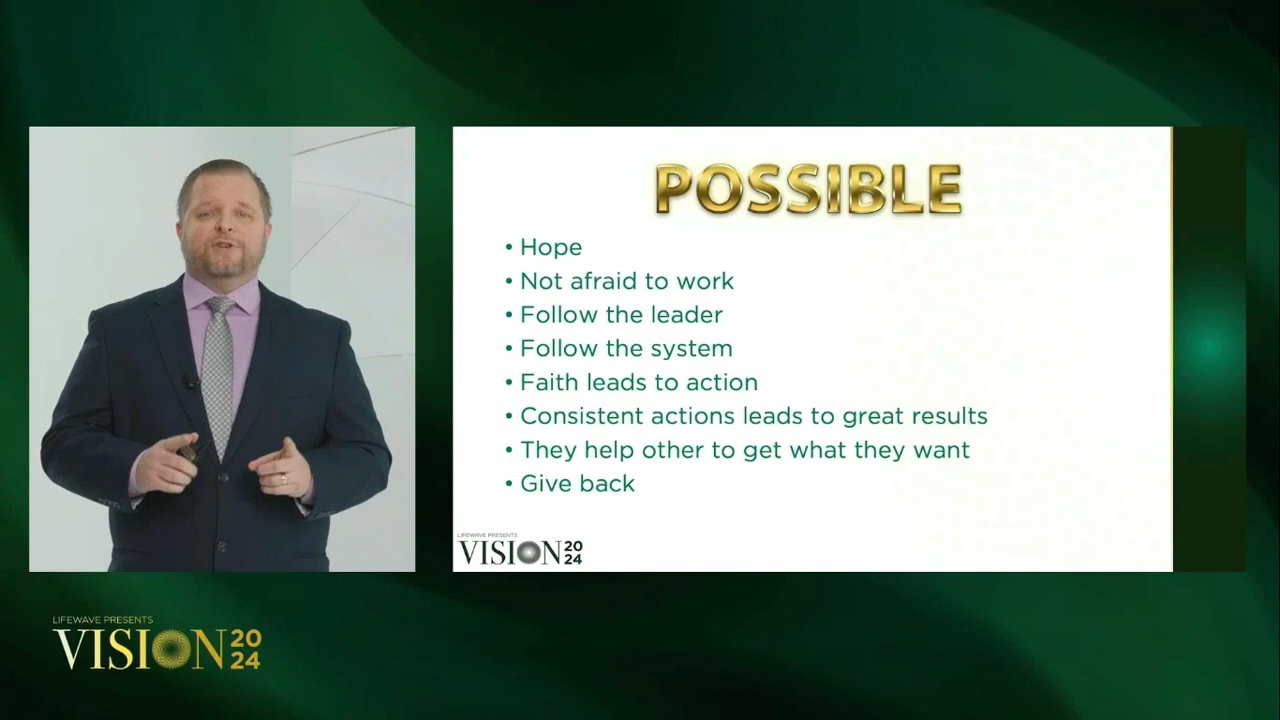 POSSIBLE
• Hope
• Not afraid to work
• Follow the leader
• Follow the system
• Faith leads to action
• Consistent actions leads to great results
• They help other to get what they want
• Give back
LIFEWAVE PRESENTS
VISION 20
24
LIFEWAVE PRESENTS
VISION 20
24